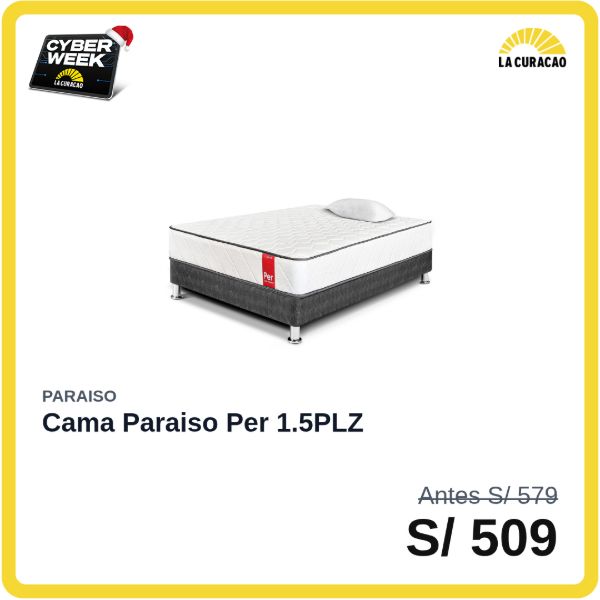 CYBER
WEEK
LA CURACAO
LA CURACAO
Per
PARAISO
Cama Paraiso Per 1.5PLZ
Antes S/ 579
S/ 509